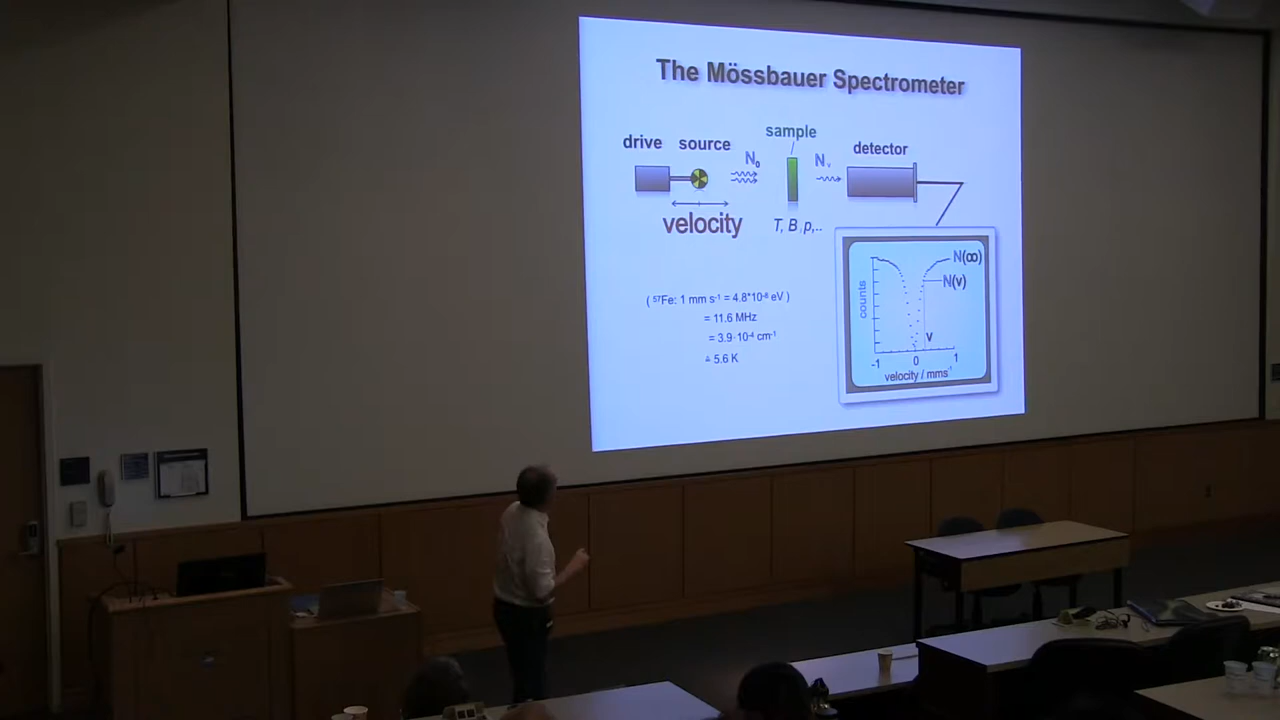 The Mössbauer Spectrometer
drive source sample detector
N₀ Nᵥ
velocity
T, B, p,..
( ⁵⁷Fe: 1 mm s⁻¹ = 4.8*10⁻⁸ eV )
= 11.6 MHz
= 3.9·10⁻⁴ cm⁻¹
≙ 5.6 K
N(∞)
N(v)
counts
v
-1 0 1
velocity / mms⁻¹